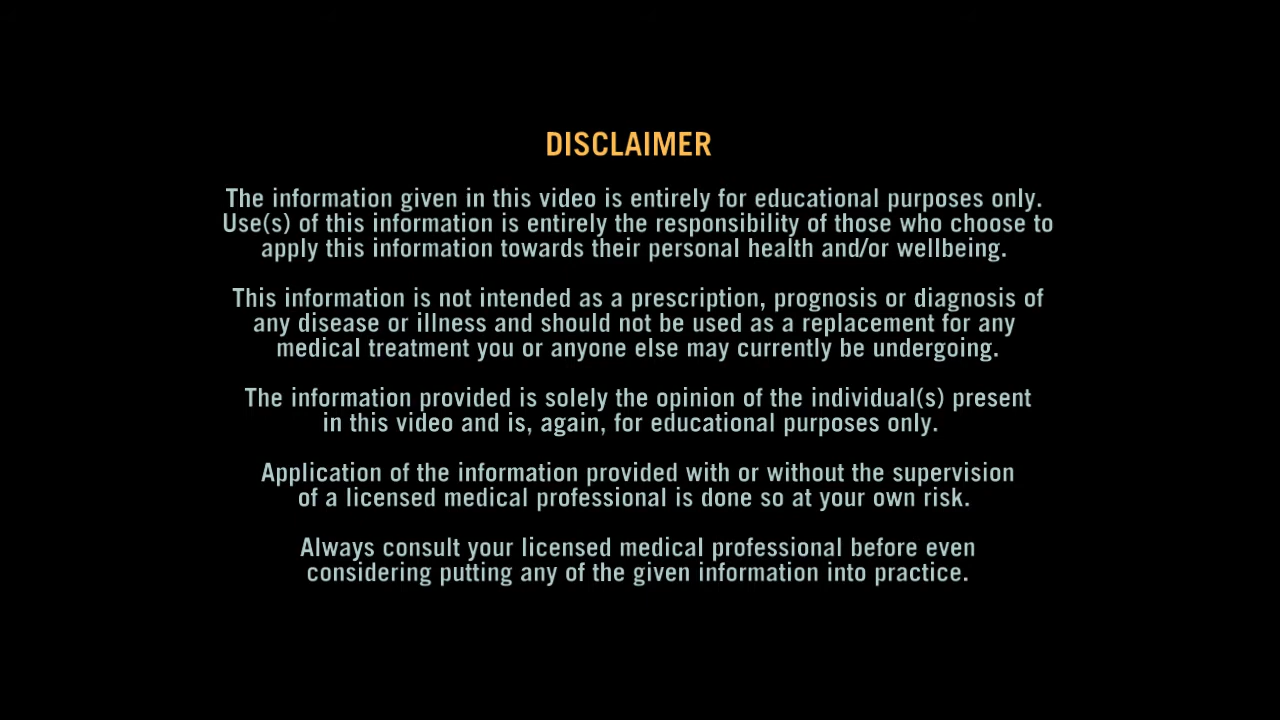 DISCLAIMER
The information given in this video is entirely for educational purposes only.
Use(s) of this information is entirely the responsibility of those who choose to
apply this information towards their personal health and/or wellbeing.
This information is not intended as a prescription, prognosis or diagnosis of
any disease or illness and should not be used as a replacement for any
medical treatment you or anyone else may currently be undergoing.
The information provided is solely the opinion of the individual(s) present
in this video and is, again, for educational purposes only.
Application of the information provided with or without the supervision
of a licensed medical professional is done so at your own risk.
Always consult your licensed medical professional before even
considering putting any of the given information into practice.